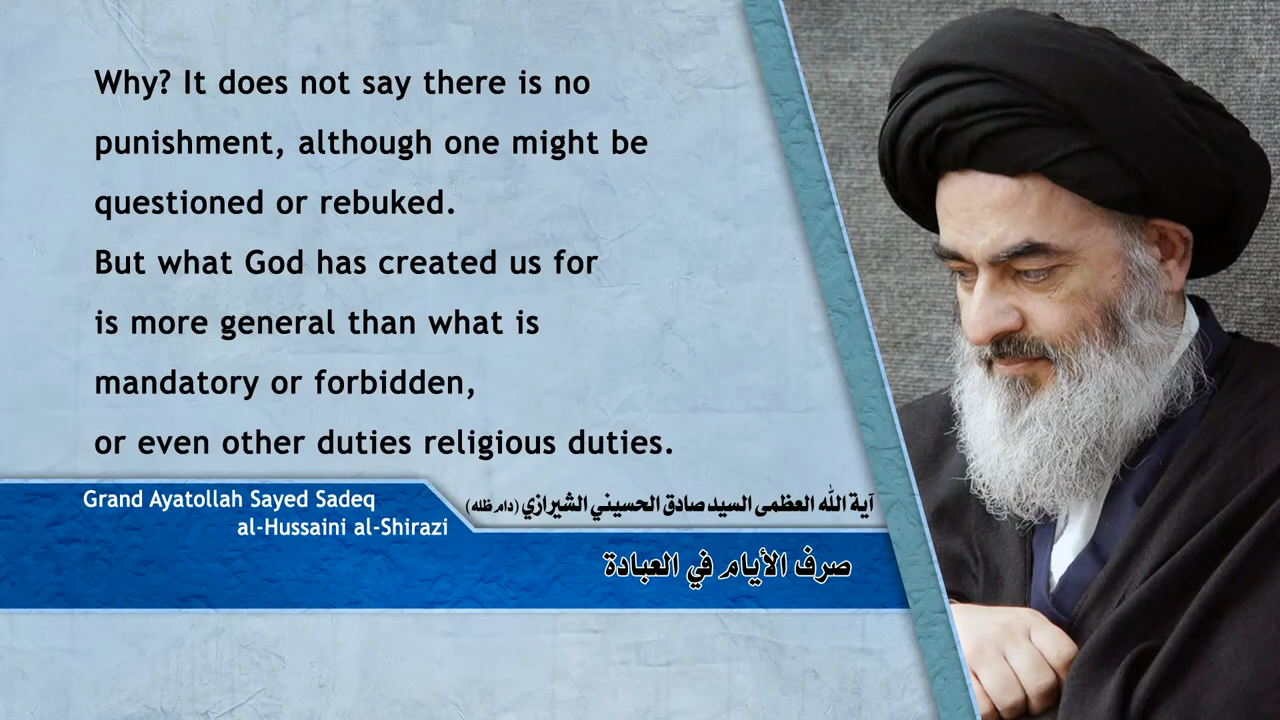 Why? It does not say there is no
punishment, although one might be
questioned or rebuked.
But what God has created us for
is more general than what is
mandatory or forbidden,
or even other duties religious duties.
Grand Ayatollah Sayed Sadeq
al-Hussaini al-Shirazi
آية الله العظمى السيد صادق الحسيني الشيرازي (دام ظله)
صرف الأيام في العبادة